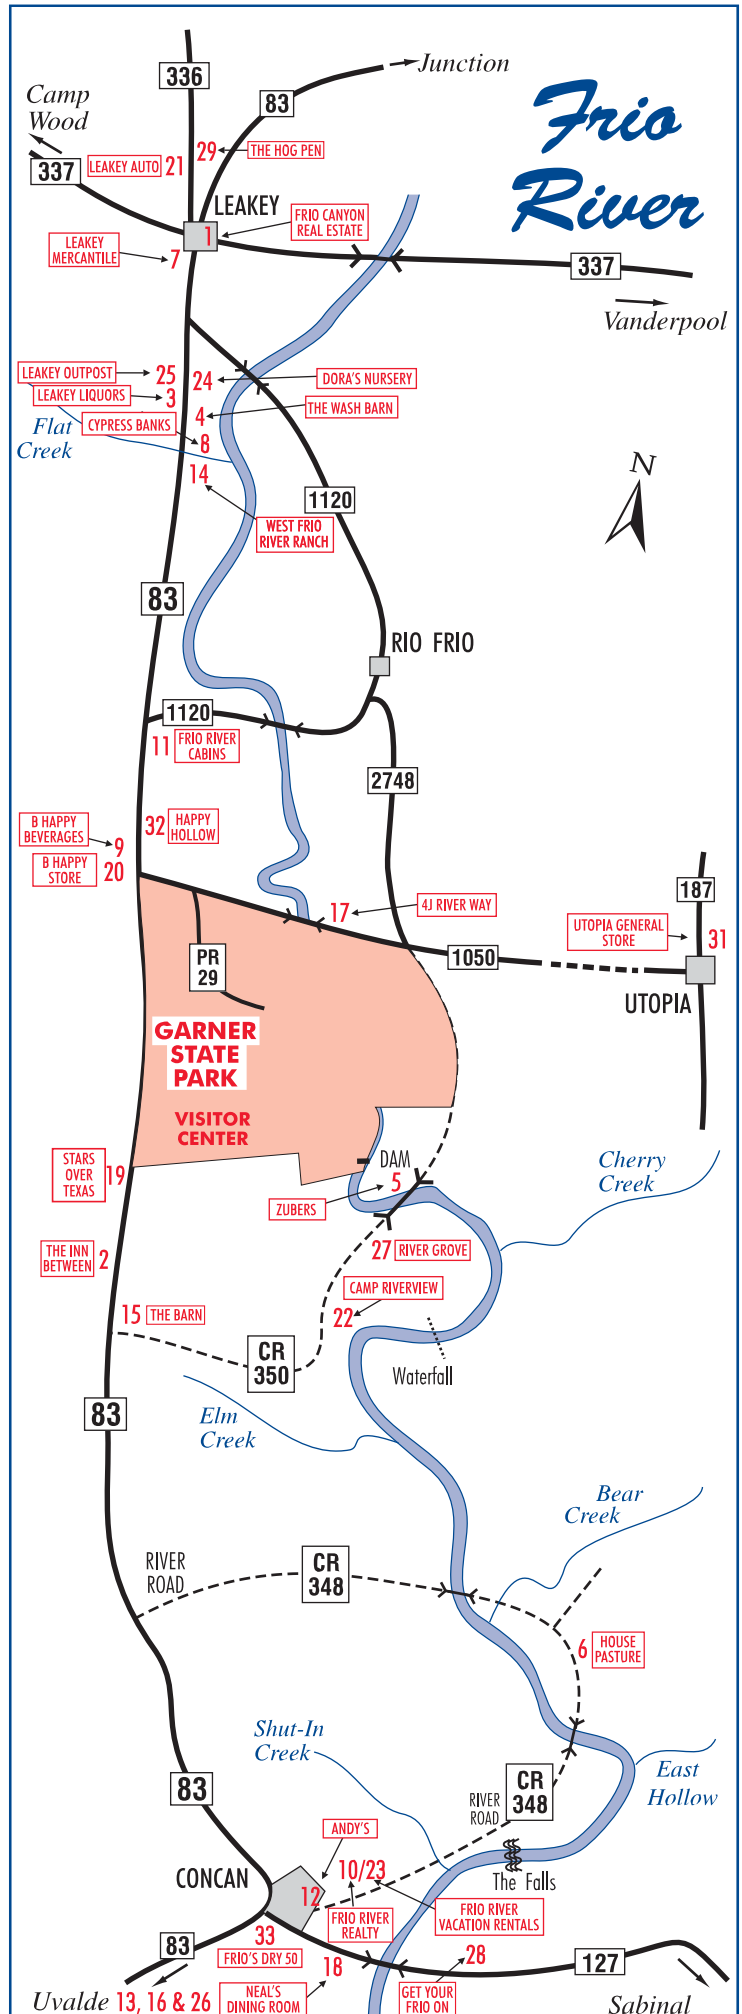 336
Junction
83
Camp
Wood
Frio
River
29
THE HOG PEN
LEAKEY AUTO
21
337
LEAKEY
FRIO CANYON
REAL ESTATE
1
LEAKEY
MERCANTILE
7
337
Vanderpool
LEAKEY OUTPOST
25
24
DORA'S NURSERY
LEAKEY LIQUORS
3
4
THE WASH BARN
Flat
Creek
CYPRESS BANKS
8
14
N
1120
WEST FRIO
RIVER RANCH
83
RIO FRIO
1120
11
FRIO RIVER
CABINS
2748
32
HAPPY
HOLLOW
B HAPPY
BEVERAGES
9
B HAPPY
STORE
20
187
17
4J RIVER WAY
UTOPIA GENERAL
STORE
31
1050
PR
29
UTOPIA
GARNER
STATE
PARK
VISITOR
CENTER
STARS
OVER
TEXAS
19
DAM
5
Cherry
Creek
ZUBERS
THE INN
BETWEEN
2
27
RIVER GROVE
CAMP RIVERVIEW
22
15
THE BARN
CR
350
Waterfall
83
Elm
Creek
Bear
Creek
RIVER
ROAD
CR
348
6
HOUSE
PASTURE
Shut-In
Creek
East
Hollow
83
CR
348
RIVER
ROAD
ANDY'S
CONCAN
10/23
The Falls
12
FRIO RIVER
VACATION RENTALS
FRIO RIVER
REALTY
33
83
FRIO'S DRY 50
18
28
127
Uvalde
13, 16 & 26
NEAL'S
DINING ROOM
GET YOUR
FRIO ON
Sabinal